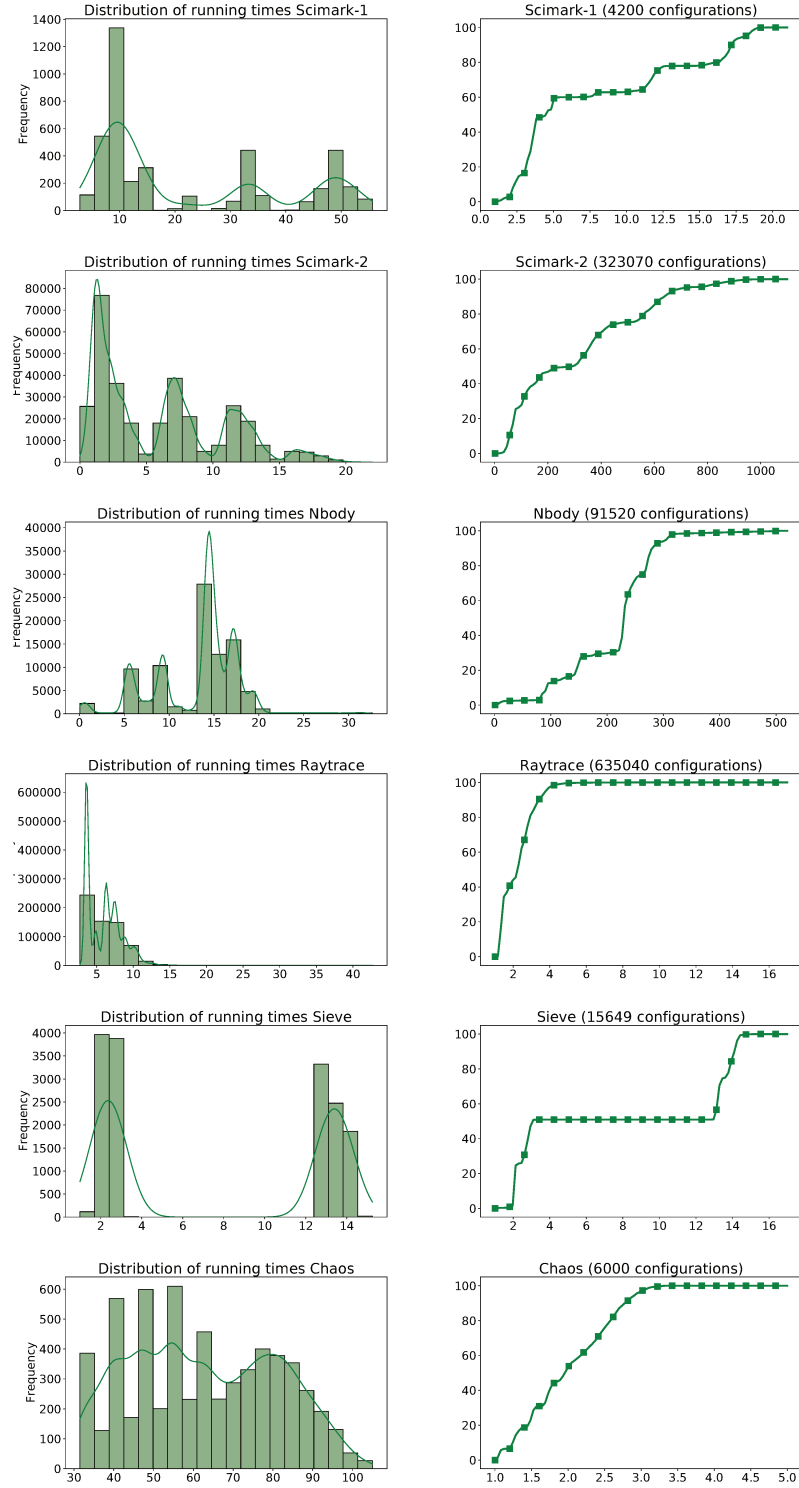 Distribution of running times Scimark-1
Frequency
1400
1200
1000
800
600
400
200
0
10 20 30 40 50
Scimark-1 (4200 configurations)
100
80
60
40
20
0
0.0 2.5 5.0 7.5 10.0 12.5 15.0 17.5 20.0
Distribution of running times Scimark-2
Frequency
80000
70000
60000
50000
40000
30000
20000
10000
0
0 5 10 15 20
Scimark-2 (323070 configurations)
100
80
60
40
20
0
0 200 400 600 800 1000
Distribution of running times Nbody
Frequency
40000
35000
30000
25000
20000
15000
10000
5000
0
0 5 10 15 20 25 30
Nbody (91520 configurations)
100
80
60
40
20
0
0 100 200 300 400 500
Distribution of running times Raytrace
600000
500000
400000
300000
200000
100000
0
5 10 15 20 25 30 35 40
Raytrace (635040 configurations)
100
80
60
40
20
0
2 4 6 8 10 12 14 16
Distribution of running times Sieve
Frequency
4000
3500
3000
2500
2000
1500
1000
500
0
2 4 6 8 10 12 14
Sieve (15649 configurations)
100
80
60
40
20
0
2 4 6 8 10 12 14 16
Distribution of running times Chaos
Frequency
600
500
400
300
200
100
0
30 40 50 60 70 80 90 100
Chaos (6000 configurations)
100
80
60
40
20
0
1.0 1.5 2.0 2.5 3.0 3.5 4.0 4.5 5.0